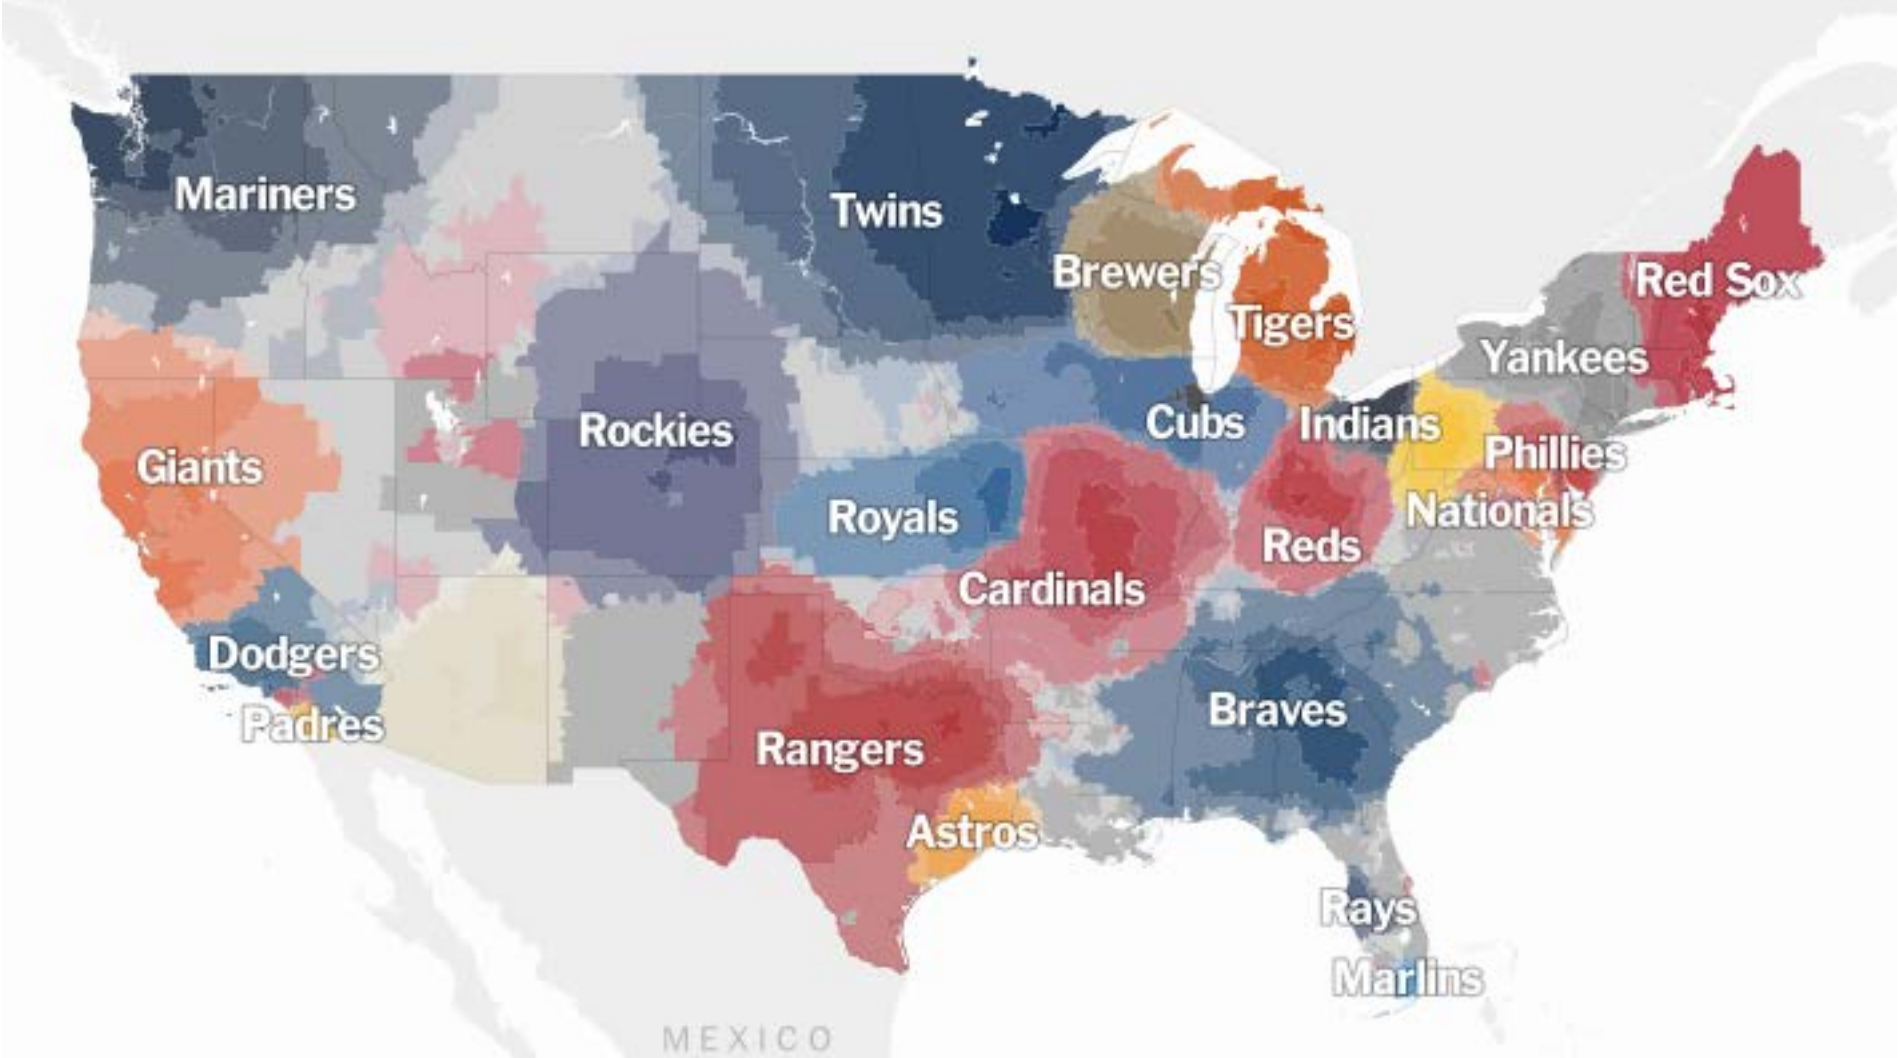 Mariners
Twins
Brewers
Red Sox
Tigers
Yankees
Rockies
Cubs
Indians
Giants
Phillies
Royals
Nationals
Reds
Cardinals
Dodgers
Braves
Padres
Rangers
Astros
Rays
Marlins
MEXICO